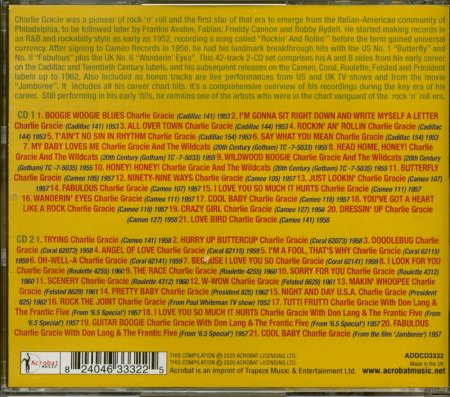 Charlie Gracie was a pioneer of rock 'n' roll and the first star of that era to emerge from the Italian-American community of
Philadelphia, to be followed later by Frankie Avalon, Fabian, Freddy Cannon and Bobby Rydell. He started making records in
an R&B and rockabilly style as early as 1952, recording a song called "Rockin' And Rollin'" before the term gained universal
currency. After signing to Cameo Records in 1956, he had his landmark breakthrough hits with the US No. 1 "Butterfly" and
No. 8 "Fabulous" plus the UK No. 6 "Wanderin' Eyes". This 42-track 2-CD set comprises his A and B sides from his early career
on the Cadillac and Twentieth Century labels, and his subsequent releases on the Cameo, Coral, Roulette, Felsted and President
labels up to 1962. Also included as bonus tracks are live performances from US and UK TV shows and from the movie
"Jamboree". It includes all his chart hits of course. It's a comprehensive overview of his recordings during the key era of his
career. Still performing in his early '80s, he remains one of the artists who were in the chart vanguard of the rock 'n' roll era.
CD 1 1. BOOGIE WOOGIE BLUES Charlie Gracie (Cadillac 141) 1953 2. I'M GONNA SIT RIGHT DOWN AND WRITE MYSELF A LETTER
Charlie Gracie (Cadillac 141) 1953 3. ALL OVER TOWN Charlie Gracie (Cadillac 144) 1953 4. ROCKIN' AN' ROLLIN Charlie Gracie (Cadillac 144)
1953 5. T'AIN'T NO SIN IN RHYTHM Charlie Gracie (Cadillac 146) 1953 6. SAY WHAT YOU MEAN Charlie Gracie (Cadillac 146)
1953 7. MY BABY LOVES ME Charlie Gracie And The Wildcats (20th Century (Gotham) TC -7-5033) 1955 8. HEAD HOME, HONEY! Charlie
Gracie And The Wildcats (20th Century (Gotham) TC -7-5033) 1955 9. WILDWOOD BOOGIE Charlie Gracie And The Wildcats (20th Century
(Gotham) TC -7-5035) 1955 10. HONEY! HONEY! Charlie Gracie And The Wildcats (20th Century (Gotham) TC -7-5035) 1955 11. BUTTERFLY
Charlie Gracie (Cameo 105) 1957 12. NINETY-NINE WAYS Charlie Gracie (Cameo 105) 1957 13. JUST LOOKIN' Charlie Gracie (Cameo 107)
1957 14. FABULOUS Charlie Gracie (Cameo 107) 1957 15. I LOVE YOU SO MUCH IT HURTS Charlie Gracie (Cameo 111) 1957
16. WANDERIN' EYES Charlie Gracie (Cameo 111) 1957 17. COOL BABY Charlie Gracie (Cameo 118) 1957 18. YOU'VE GOT A HEART
LIKE A ROCK Charlie Gracie (Cameo 118) 1957 19. CRAZY GIRL Charlie Gracie (Cameo 127) 1958 20. DRESSIN' UP Charlie Gracie (Cameo
127) 1958 21. LOVE BIRD Charlie Gracie (Cameo 141) 1958
CD 2 1. TRYING Charlie Gracie (Cameo 141) 1958 2. HURRY UP BUTTERCUP Charlie Gracie (Coral 62073) 1958 3. DOODLEBUG Charlie
Gracie (Coral 62073) 1958 4. ANGEL OF LOVE Charlie Gracie (Coral 62115) 1959 5. I'M A FOOL, THAT'S WHY Charlie Gracie (Coral 62115)
1959 6. OH-WELL-A Charlie Gracie (Coral 62141) 1959 7. BECAUSE I LOVE YOU SO Charlie Gracie (Coral 62141) 1959 8. I LOOK FOR YOU
Charlie Gracie (Roulette 4255) 1960 9. THE RACE Charlie Gracie (Roulette 4255) 1960 10. SORRY FOR YOU Charlie Gracie (Roulette 4312)
1960 11. SCENERY Charlie Gracie (Roulette 4312) 1960 12. W-WOW Charlie Gracie (Felsted 8629) 1961 13. MAKIN' WHOOPEE Charlie
Gracie (Felsted 8629) 1961 14. PRETTY BABY Charlie Gracie (President 825) 1962 15. NIGHT AND DAY U.S.A. Charlie Gracie (President
825) 1962 16. ROCK THE JOINT Charlie Gracie (From Paul Whiteman TV show) 1952 17. TUTTI FRUTTI Charlie Gracie With Don Lang &
The Frantic Five (From '6.5 Special') 1957 18. I LOVE YOU SO MUCH IT HURTS Charlie Gracie With Don Lang & The Frantic Five (From
'6.5 Special') 1957 19. GUITAR BOOGIE Charlie Gracie With Don Lang & The Frantic Five (From '6.5 Special') 1957 20. FABULOUS
Charlie Gracie With Don Lang & The Frantic Five (From '6.5 Special') 1957 21. COOL BABY Charlie Gracie (From the film 'Jamboree') 1957
Acrobat
8 24046 33322 5
THIS COMPILATION ℗ 2020 ACROBAT LICENSING LTD.
THIS COMPILATION © 2020 ACROBAT LICENSING LTD.
Acrobat is an imprint of Trapeze Music & Entertainment Ltd.
ADDCD3332
Made in the UK
www.acrobatmusic.net